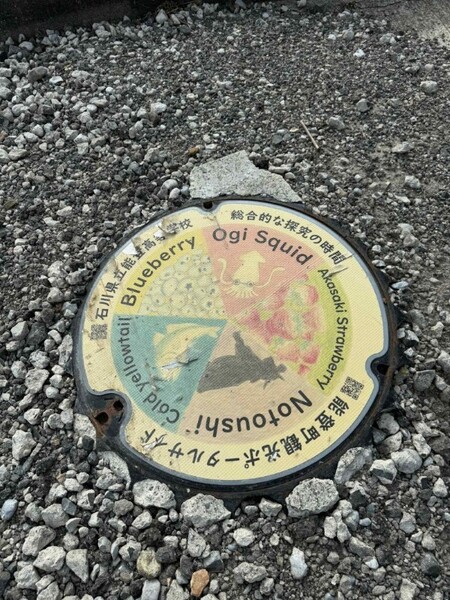 石川県立能登高等学校
総合的な探究の時間
能登町観光ポータルサイト
Blueberry
Ogi Squid
Akasaki Strawberry
Notoushi
Cold yellowtail